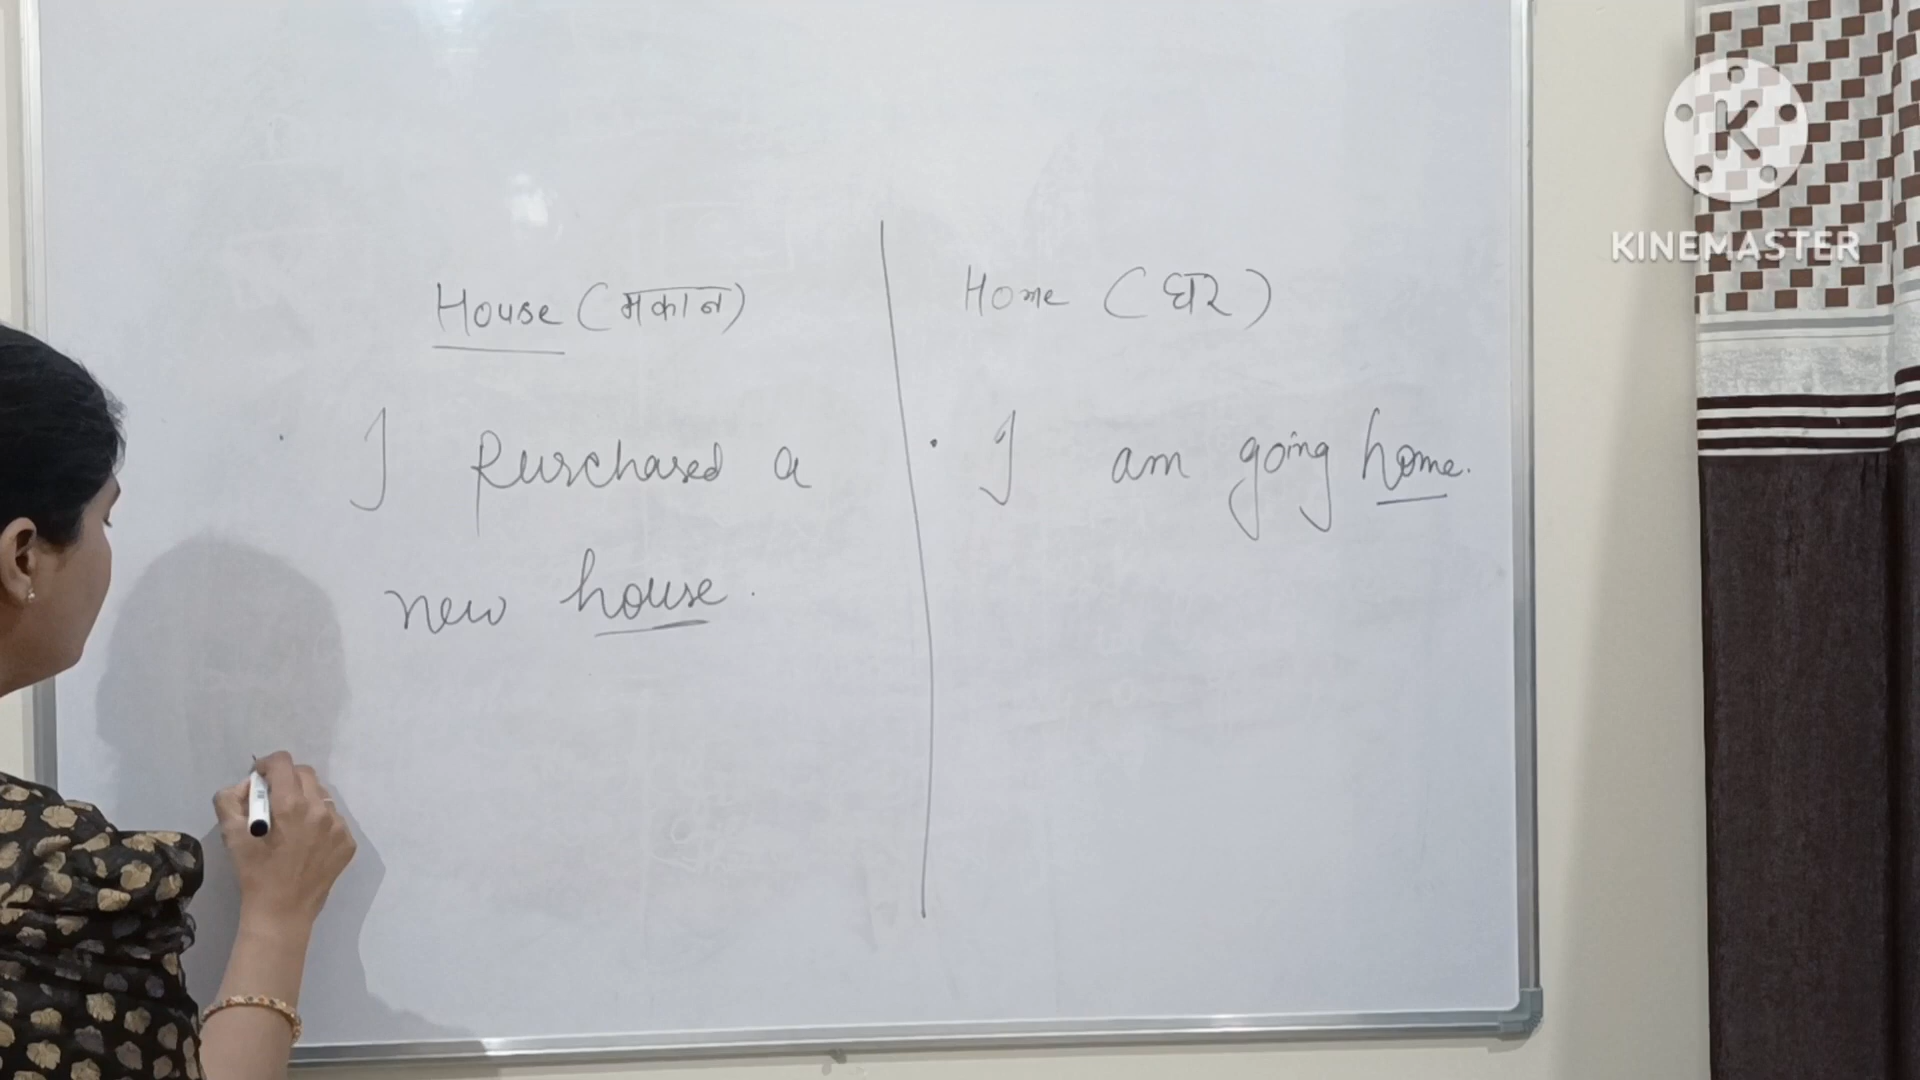 House (मकान)
I Purchased a
new house.
Home (घर)
I am going home.
K
KINEMASTER